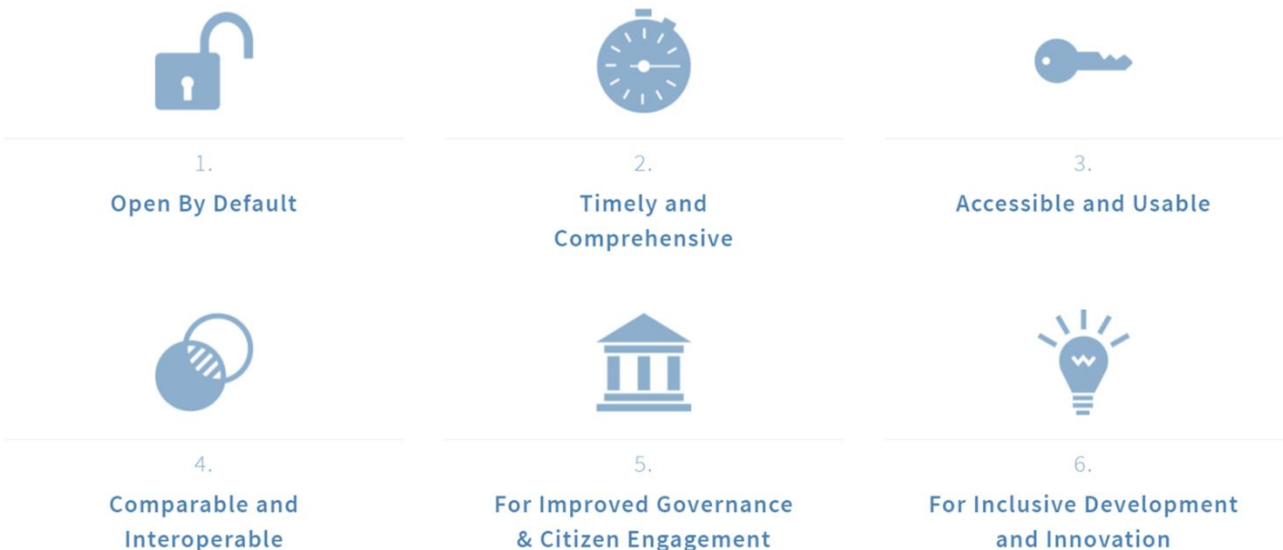 1.
Open By Default
2.
Timely and
Comprehensive
3.
Accessible and Usable
4.
Comparable and
Interoperable
5.
For Improved Governance
& Citizen Engagement
6.
For Inclusive Development
and Innovation